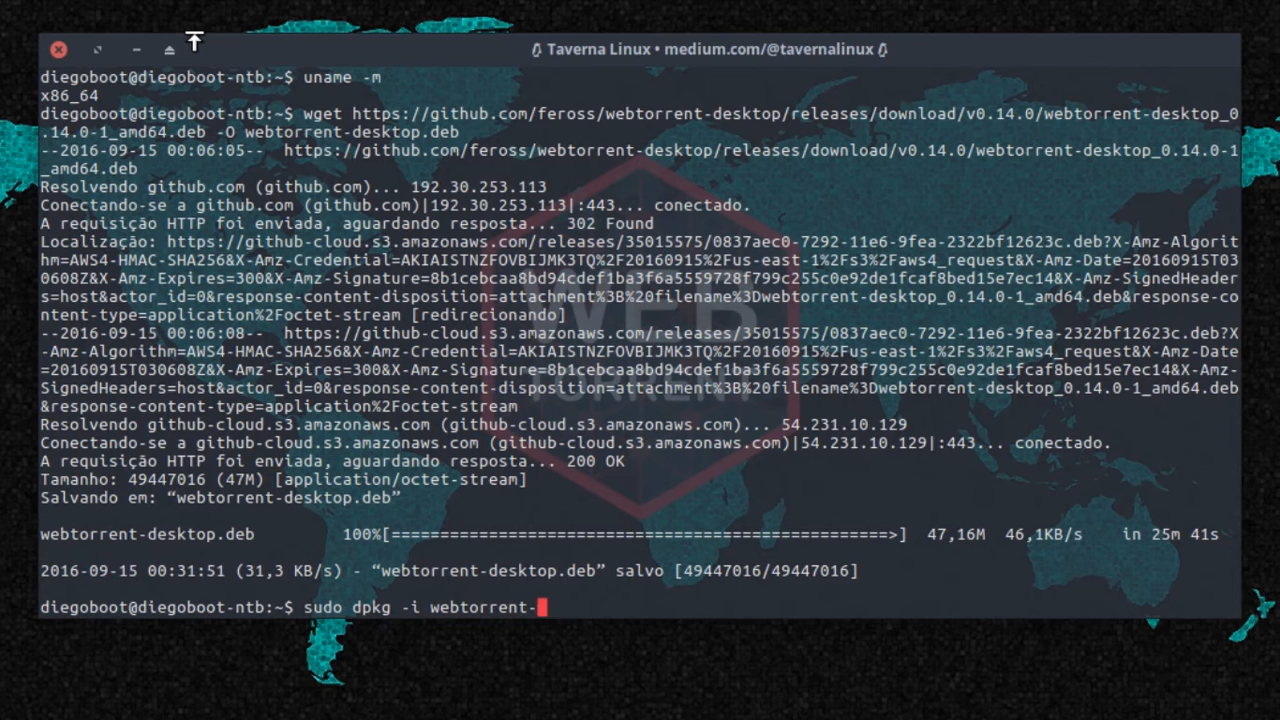 Taverna Linux • medium.com/@tavernalinux
diegoboot@diegoboot-ntb:~$ uname -m
x86_64
diegoboot@diegoboot-ntb:~$ wget https://github.com/feross/webtorrent-desktop/releases/download/v0.14.0/webtorrent-desktop_0
.14.0-1_amd64.deb -O webtorrent-desktop.deb
--2016-09-15 00:06:05--  https://github.com/feross/webtorrent-desktop/releases/download/v0.14.0/webtorrent-desktop_0.14.0-1
_amd64.deb
Resolvendo github.com (github.com)... 192.30.253.113
Conectando-se a github.com (github.com)|192.30.253.113|:443... conectado.
A requisição HTTP foi enviada, aguardando resposta... 302 Found
Localização: https://github-cloud.s3.amazonaws.com/releases/35015575/0837aec0-7292-11e6-9fea-2322bf12623c.deb?X-Amz-Algorit
hm=AWS4-HMAC-SHA256&X-Amz-Credential=AKIAISTNZFOVBIJMK3TQ%2F20160915%2Fus-east-1%2Fs3%2Faws4_request&X-Amz-Date=20160915T03
0608Z&X-Amz-Expires=300&X-Amz-Signature=8b1cebcaa8bd94cdef1ba3f6a5559728f799c255c0e92de1fcaf8bed15e7ec14&X-Amz-SignedHeader
s=host&actor_id=0&response-content-disposition=attachment%3B%20filename%3Dwebtorrent-desktop_0.14.0-1_amd64.deb&response-co
ntent-type=application%2Foctet-stream [redirecionando]
--2016-09-15 00:06:08--  https://github-cloud.s3.amazonaws.com/releases/35015575/0837aec0-7292-11e6-9fea-2322bf12623c.deb?X
-Amz-Algorithm=AWS4-HMAC-SHA256&X-Amz-Credential=AKIAISTNZFOVBIJMK3TQ%2F20160915%2Fus-east-1%2Fs3%2Faws4_request&X-Amz-Date
=20160915T030608Z&X-Amz-Expires=300&X-Amz-Signature=8b1cebcaa8bd94cdef1ba3f6a5559728f799c255c0e92de1fcaf8bed15e7ec14&X-Amz-
SignedHeaders=host&actor_id=0&response-content-disposition=attachment%3B%20filename%3Dwebtorrent-desktop_0.14.0-1_amd64.deb
&response-content-type=application%2Foctet-stream
Resolvendo github-cloud.s3.amazonaws.com (github-cloud.s3.amazonaws.com)... 54.231.10.129
Conectando-se a github-cloud.s3.amazonaws.com (github-cloud.s3.amazonaws.com)|54.231.10.129|:443... conectado.
A requisição HTTP foi enviada, aguardando resposta... 200 OK
Tamanho: 49447016 (47M) [application/octet-stream]
Salvando em: “webtorrent-desktop.deb”
webtorrent-desktop.deb         100%[===================================================>]  47,16M  46,1KB/s    in 25m 41s
2016-09-15 00:31:51 (31,3 KB/s) - “webtorrent-desktop.deb” salvo [49447016/49447016]
diegoboot@diegoboot-ntb:~$ sudo dpkg -i webtorrent-
WEB
TORRENT